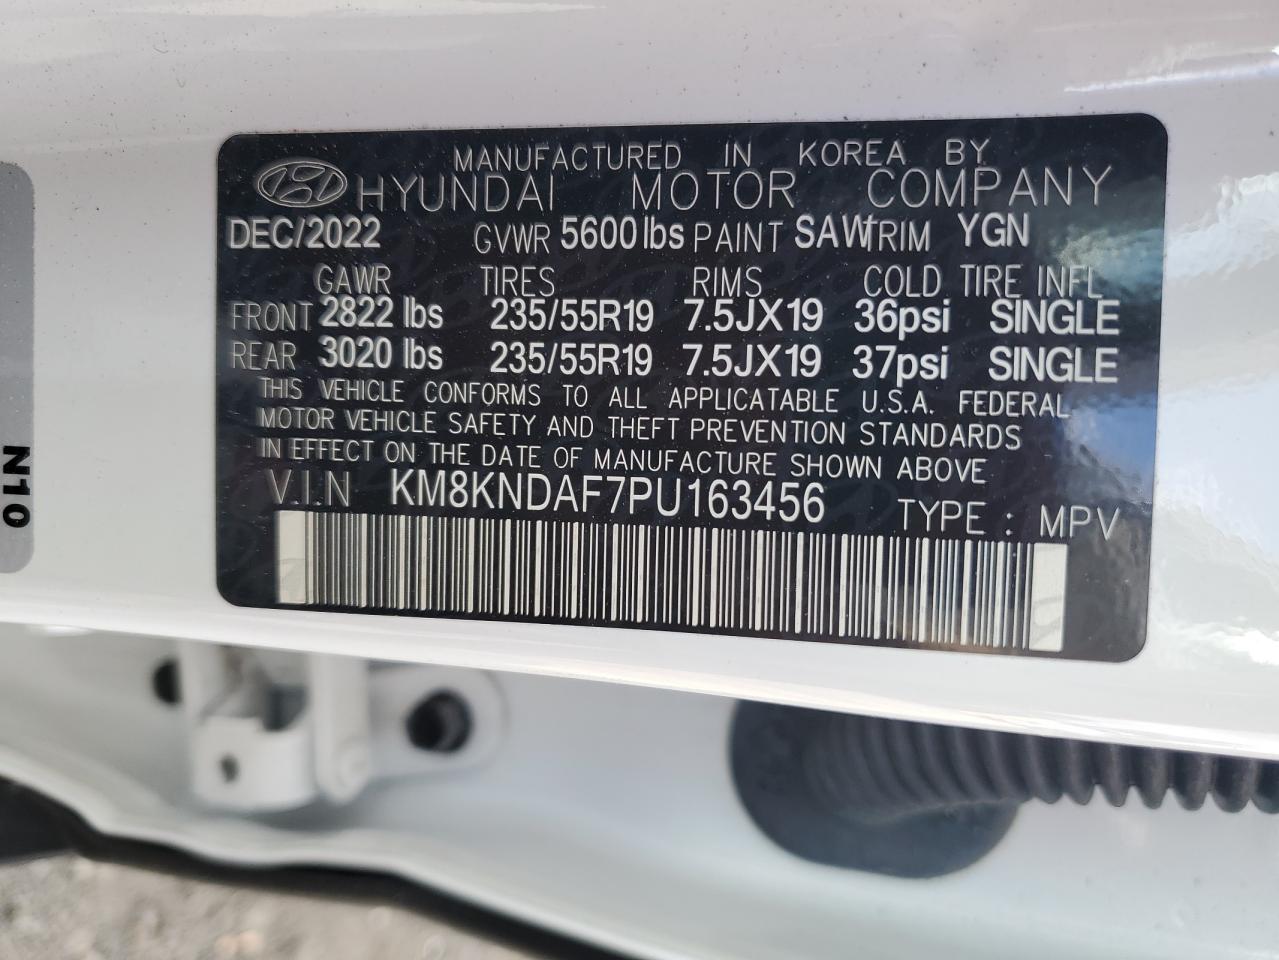 MANUFACTURED IN KOREA BY
HYUNDAI MOTOR COMPANY
DEC/2022 GVWR 5600 lbs PAINT SAW TRIM YGN
GAWR TIRES RIMS COLD TIRE INFL
FRONT 2822 lbs 235/55R19 7.5JX19 36psi SINGLE
REAR 3020 lbs 235/55R19 7.5JX19 37psi SINGLE
THIS VEHICLE CONFORMS TO ALL APPLICATABLE U.S.A. FEDERAL
MOTOR VEHICLE SAFETY AND THEFT PREVENTION STANDARDS
IN EFFECT ON THE DATE OF MANUFACTURE SHOWN ABOVE
V.I.N KM8KNDAF7PU163456 TYPE : MPV
N10